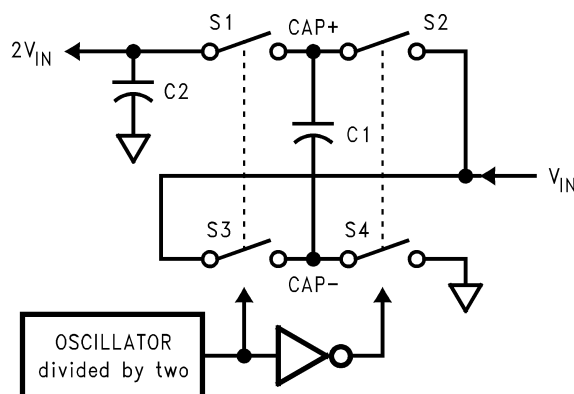 S1
CAP+
S2
2VIN
C2
C1
VIN
S3
S4
CAP-
OSCILLATOR
divided by two